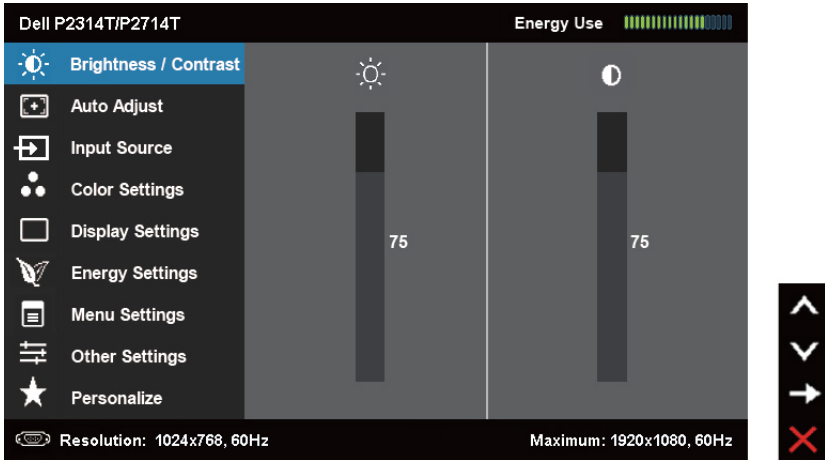 Dell P2314T/P2714T
Energy Use
Brightness / Contrast
Auto Adjust
Input Source
Color Settings
Display Settings
Energy Settings
Menu Settings
Other Settings
Personalize
75
75
Resolution: 1024x768, 60Hz
Maximum: 1920x1080, 60Hz